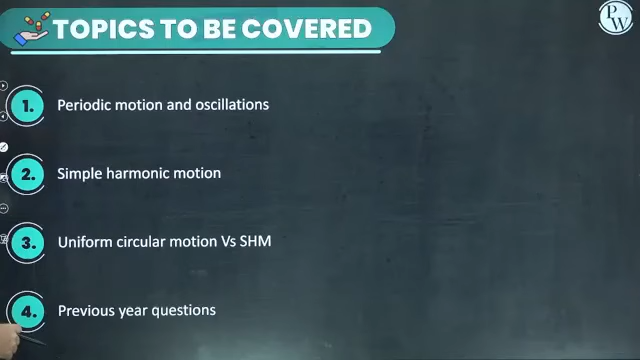 TOPICS TO BE COVERED
PW
1. Periodic motion and oscillations
2. Simple harmonic motion
3. Uniform circular motion Vs SHM
4. Previous year questions